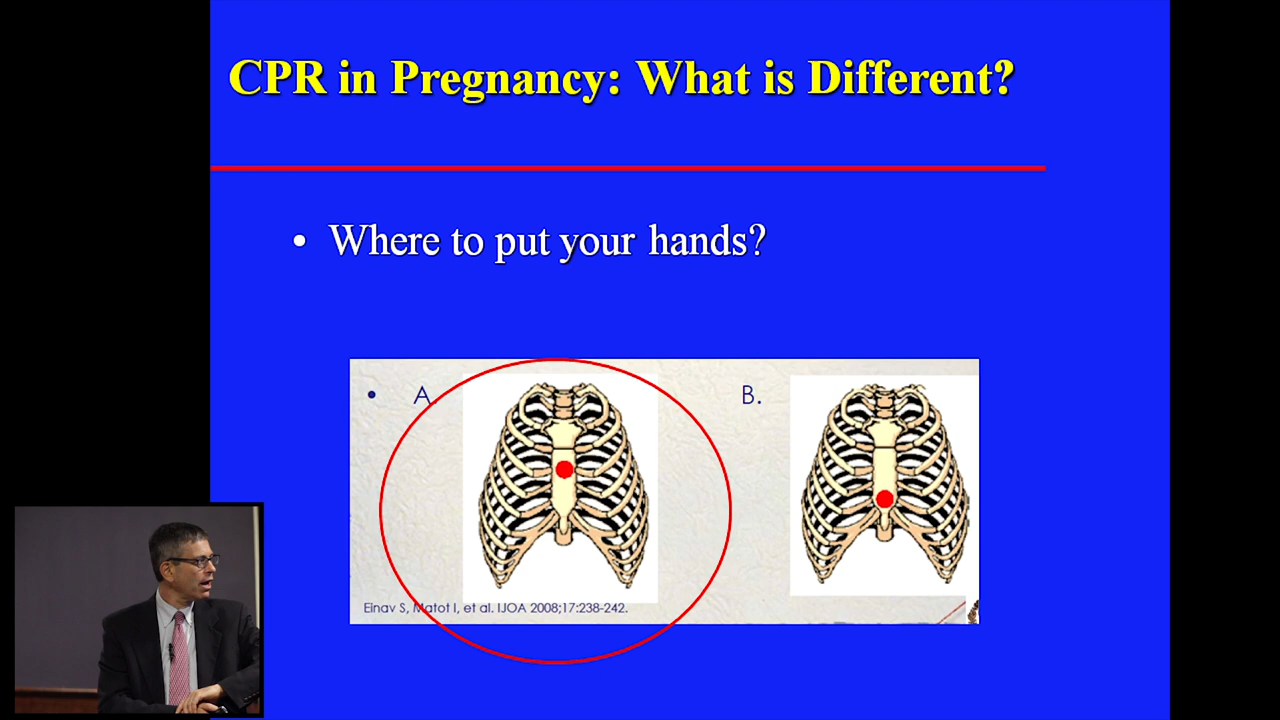 CPR in Pregnancy: What is Different?
• Where to put your hands?
• A.
B.
Einav S, Matot I, et al. IJOA 2008;17:238-242.